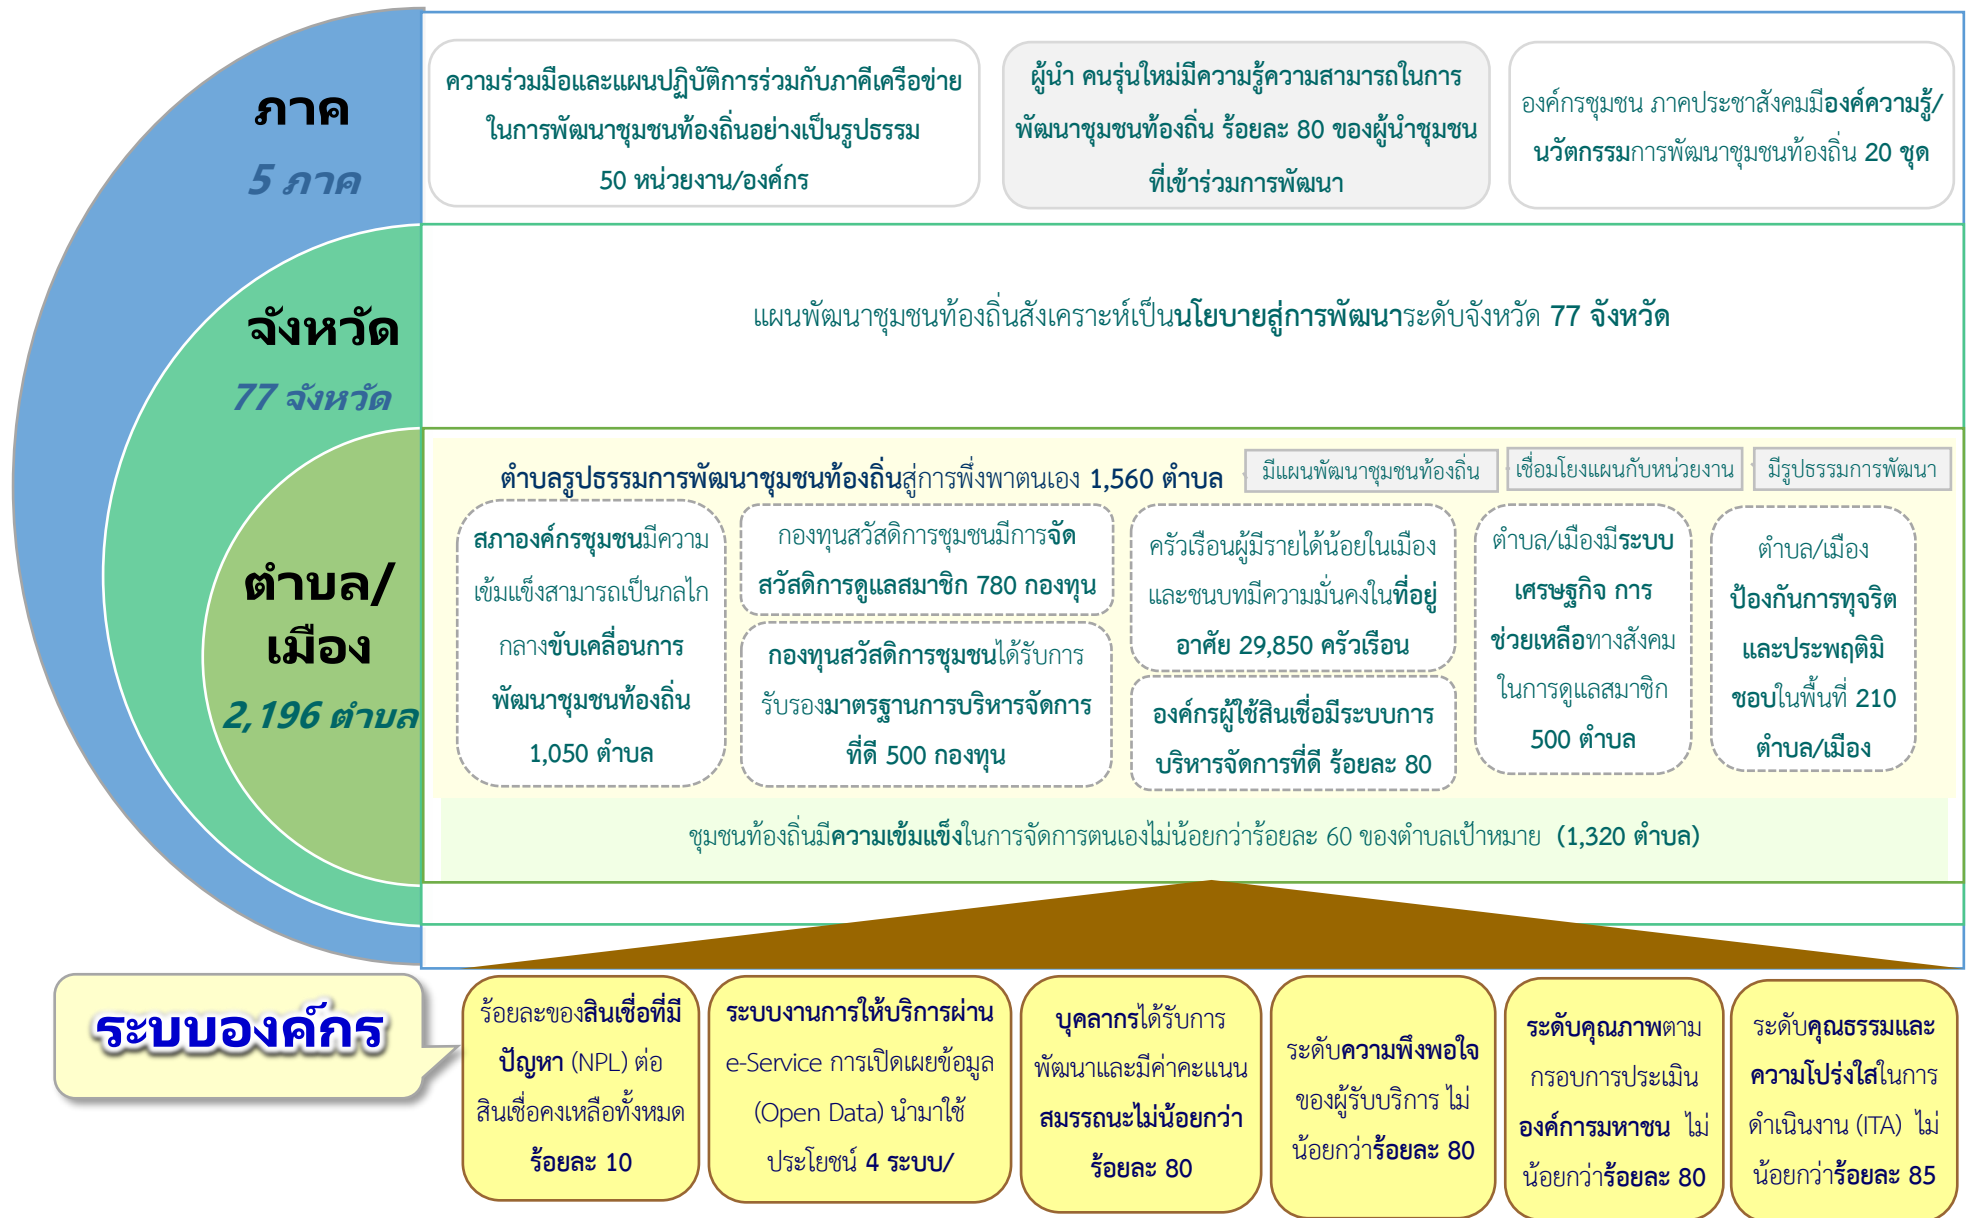 ภาค
5 ภาค
ความร่วมมือและแผนปฏิบัติการร่วมกับภาคีเครือข่าย
ในการพัฒนาชุมชนท้องถิ่นอย่างเป็นรูปธรรม
50 หน่วยงาน/องค์กร
ผู้นำ คนรุ่นใหม่มีความรู้ความสามารถในการ
พัฒนาชุมชนท้องถิ่น ร้อยละ 80 ของผู้นำชุมชน
ที่เข้าร่วมการพัฒนา
องค์กรชุมชน ภาคประชาสังคมมีองค์ความรู้/
นวัตกรรมการพัฒนาชุมชนท้องถิ่น 20 ชุด
จังหวัด
77 จังหวัด
แผนพัฒนาชุมชนท้องถิ่นสังเคราะห์เป็นนโยบายสู่การพัฒนาระดับจังหวัด 77 จังหวัด
ตำบล/
เมือง
2,196 ตำบล
ตำบลรูปธรรมการพัฒนาชุมชนท้องถิ่นสู่การพึ่งพาตนเอง 1,560 ตำบล
มีแผนพัฒนาชุมชนท้องถิ่น
เชื่อมโยงแผนกับหน่วยงาน
มีรูปธรรมการพัฒนา
สภาองค์กรชุมชนมีความ
เข้มแข็งสามารถเป็นกลไก
กลางขับเคลื่อนการ
พัฒนาชุมชนท้องถิ่น
1,050 ตำบล
กองทุนสวัสดิการชุมชนมีการจัด
สวัสดิการดูแลสมาชิก 780 กองทุน
กองทุนสวัสดิการชุมชนได้รับการ
รับรองมาตรฐานการบริหารจัดการ
ที่ดี 500 กองทุน
ครัวเรือนผู้มีรายได้น้อยในเมือง
และชนบทมีความมั่นคงในที่อยู่
อาศัย 29,850 ครัวเรือน
องค์กรผู้ใช้สินเชื่อมีระบบการ
บริหารจัดการที่ดี ร้อยละ 80
ตำบล/เมืองมีระบบ
เศรษฐกิจ การ
ช่วยเหลือทางสังคม
ในการดูแลสมาชิก
500 ตำบล
ตำบล/เมือง
ป้องกันการทุจริต
และประพฤติมิ
ชอบในพื้นที่ 210
ตำบล/เมือง
ชุมชนท้องถิ่นมีความเข้มแข็งในการจัดการตนเองไม่น้อยกว่าร้อยละ 60 ของตำบลเป้าหมาย (1,320 ตำบล)
ระบบองค์กร
ร้อยละของสินเชื่อที่มี
ปัญหา (NPL) ต่อ
สินเชื่อคงเหลือทั้งหมด
ร้อยละ 10
ระบบงานการให้บริการผ่าน
e-Service การเปิดเผยข้อมูล
(Open Data) นำมาใช้
ประโยชน์ 4 ระบบ/
บุคลากรได้รับการ
พัฒนาและมีค่าคะแนน
สมรรถนะไม่น้อยกว่า
ร้อยละ 80
ระดับความพึงพอใจ
ของผู้รับบริการ ไม่
น้อยกว่าร้อยละ 80
ระดับคุณภาพตาม
กรอบการประเมิน
องค์การมหาชน ไม่
น้อยกว่าร้อยละ 80
ระดับคุณธรรมและ
ความโปร่งใสในการ
ดำเนินงาน (ITA) ไม่
น้อยกว่าร้อยละ 85